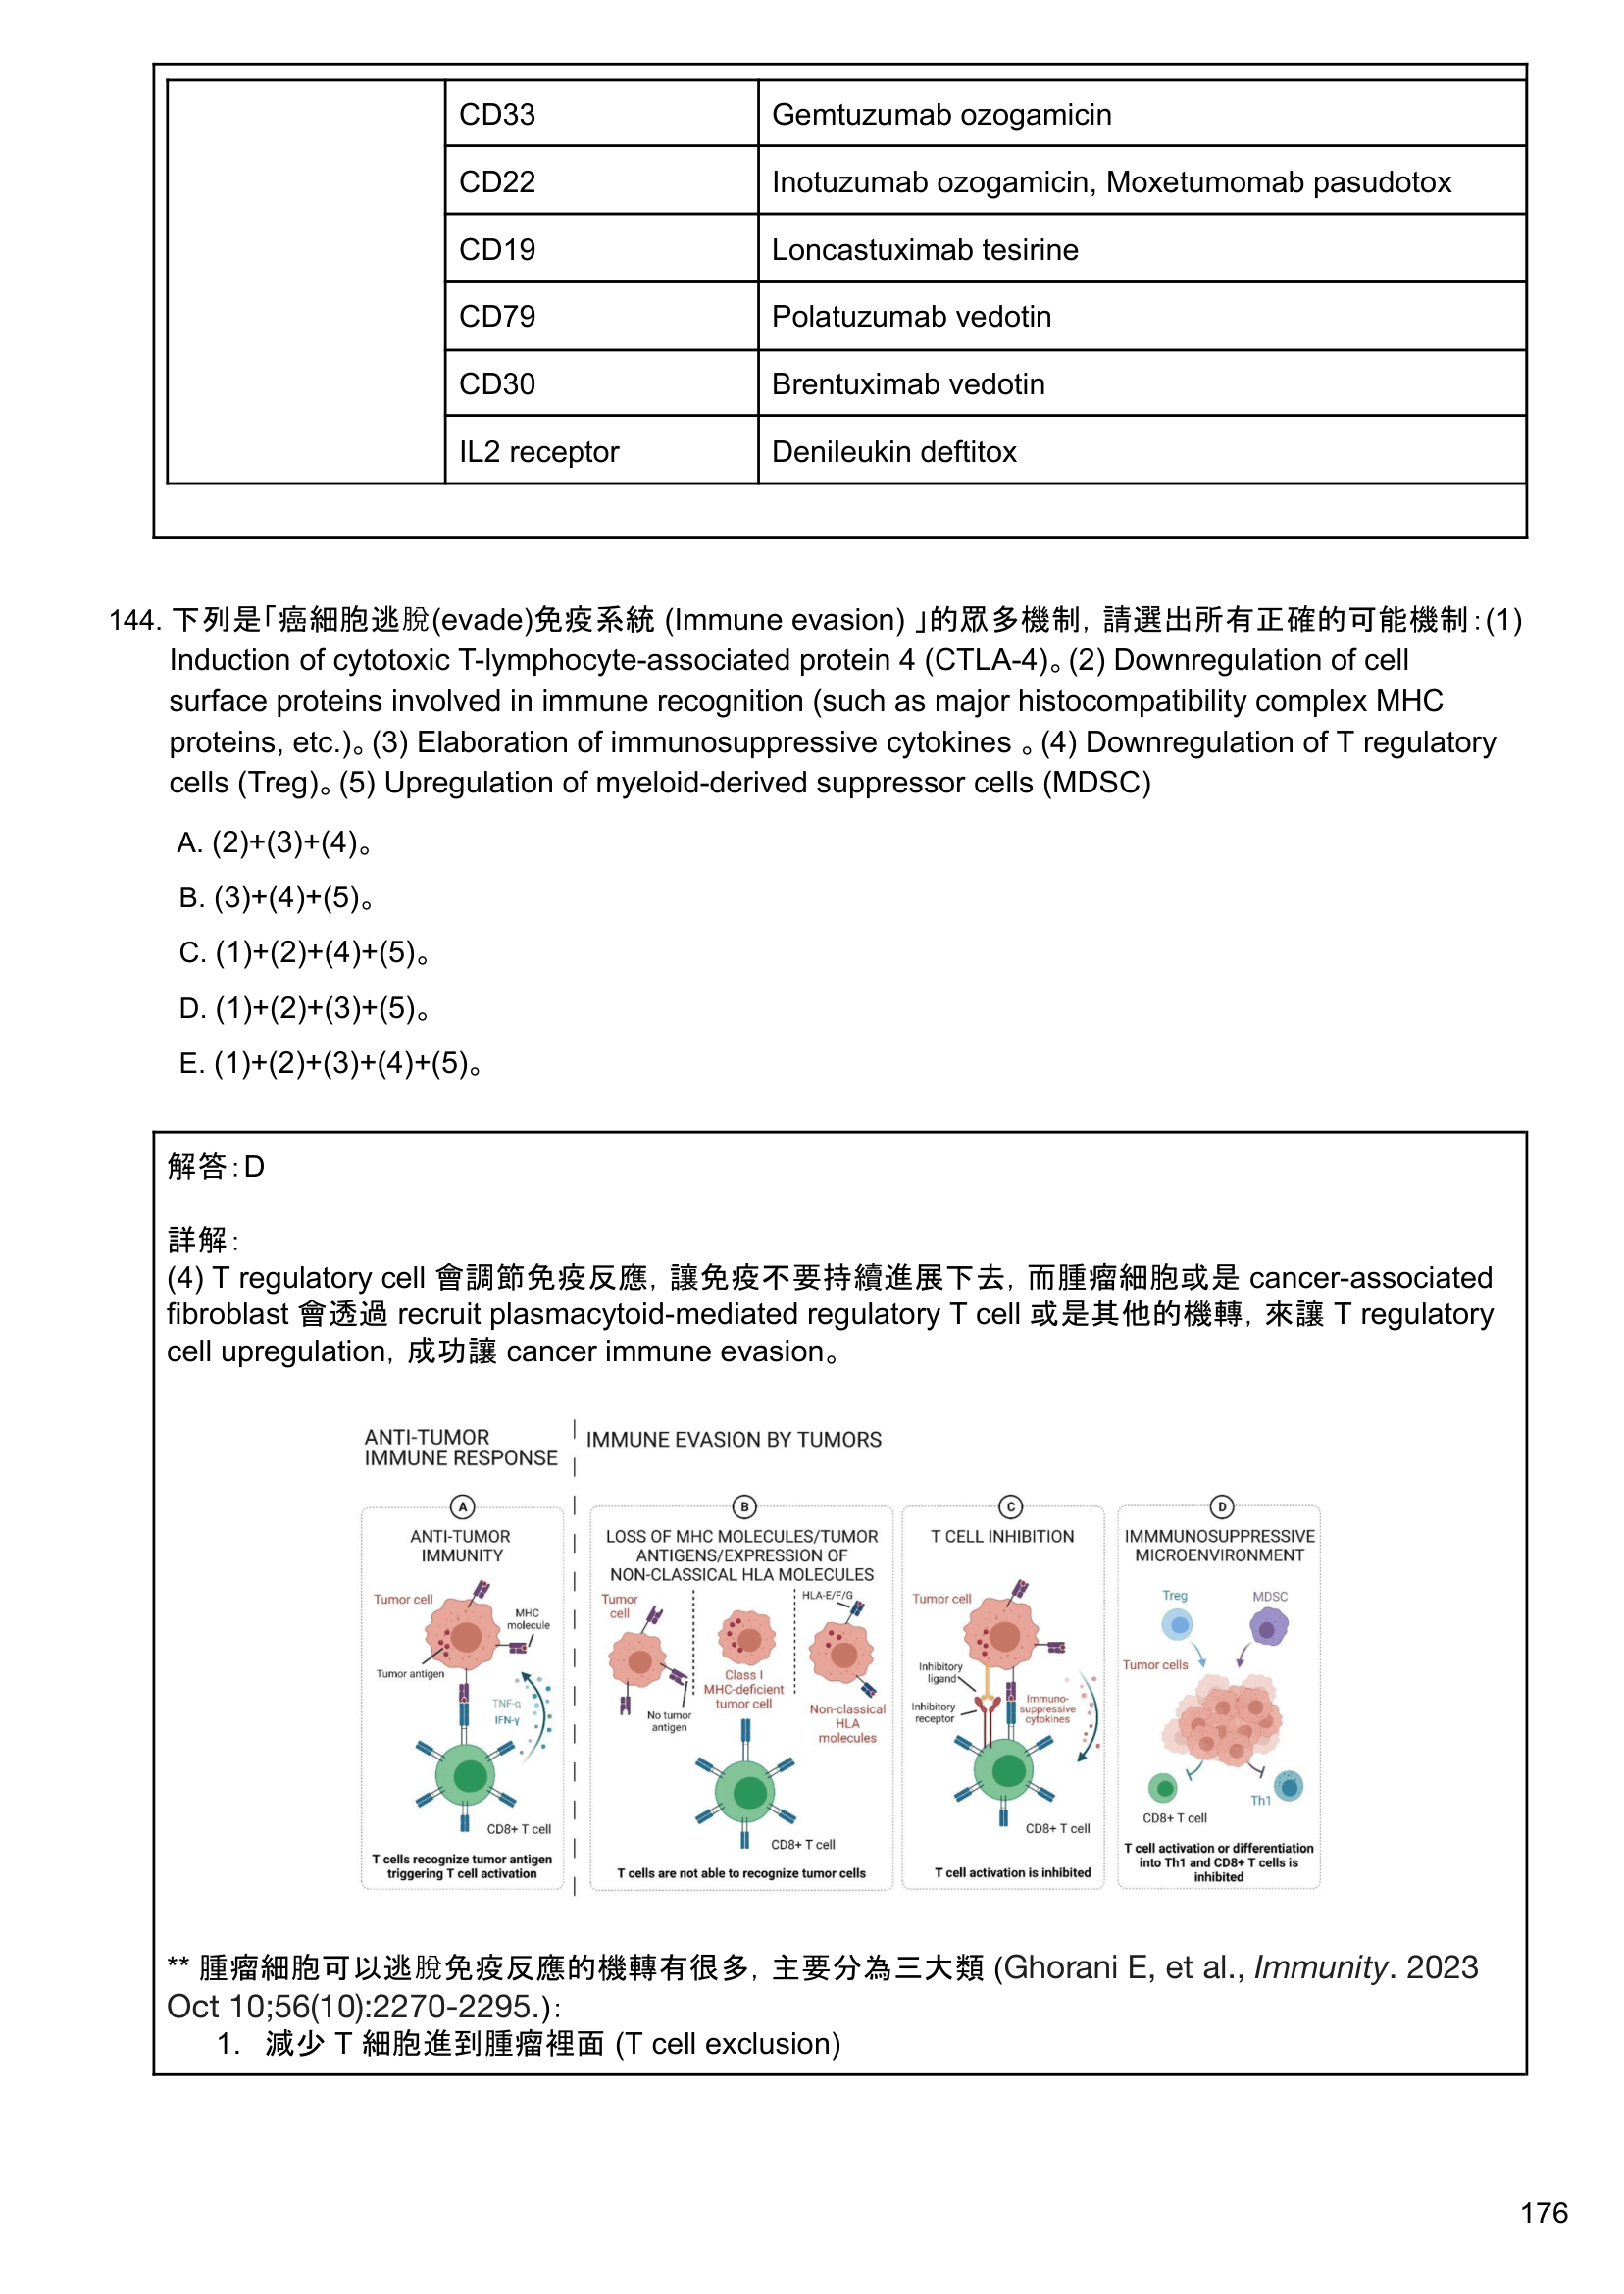 CD33 Gemtuzumab ozogamicin
CD22 Inotuzumab ozogamicin, Moxetumomab pasudotox
CD19 Loncastuximab tesirine
CD79 Polatuzumab vedotin
CD30 Brentuximab vedotin
IL2 receptor Denileukin deftitox
144. 下列是「癌細胞逃脫(evade)免疫系統 (Immune evasion) 」的眾多機制，請選出所有正確的可能機制：(1)
Induction of cytotoxic T-lymphocyte-associated protein 4 (CTLA-4)。(2) Downregulation of cell
surface proteins involved in immune recognition (such as major histocompatibility complex MHC
proteins, etc.)。(3) Elaboration of immunosuppressive cytokines 。(4) Downregulation of T regulatory
cells (Treg)。(5) Upregulation of myeloid-derived suppressor cells (MDSC)
A. (2)+(3)+(4)。
B. (3)+(4)+(5)。
C. (1)+(2)+(4)+(5)。
D. (1)+(2)+(3)+(5)。
E. (1)+(2)+(3)+(4)+(5)。
解答：D
詳解：
(4) T regulatory cell 會調節免疫反應，讓免疫不要持續進展下去，而腫瘤細胞或是 cancer-associated
fibroblast 會透過 recruit plasmacytoid-mediated regulatory T cell 或是其他的機轉，來讓 T regulatory
cell upregulation，成功讓 cancer immune evasion。
ANTI-TUMOR
IMMUNE RESPONSE
IMMUNE EVASION BY TUMORS
A
ANTI-TUMOR
IMMUNITY
Tumor cell
MHC
molecule
Tumor antigen
TNF-α
IFN-γ
CD8+ T cell
T cells recognize tumor antigen
triggering T cell activation
B
LOSS OF MHC MOLECULES/TUMOR
ANTIGENS/EXPRESSION OF
NON-CLASSICAL HLA MOLECULES
Tumor
cell
HLA-E/F/G
Class I
MHC-deficient
tumor cell
No tumor
antigen
Non-classical
HLA
molecules
CD8+ T cell
T cells are not able to recognize tumor cells
C
T CELL INHIBITION
Tumor cell
Inhibitory
ligand
Inhibitory
receptor
Immuno-
suppressive
cytokines
CD8+ T cell
T cell activation is inhibited
D
IMMMUNOSUPPRESSIVE
MICROENVIRONMENT
Treg
MDSC
Tumor cells
Th1
CD8+ T cell
T cell activation or differentiation
into Th1 and CD8+ T cells is
inhibited
** 腫瘤細胞可以逃脫免疫反應的機轉有很多，主要分為三大類 (Ghorani E, et al., Immunity. 2023
Oct 10;56(10):2270-2295.)：
1. 減少 T 細胞進到腫瘤裡面 (T cell exclusion)
176